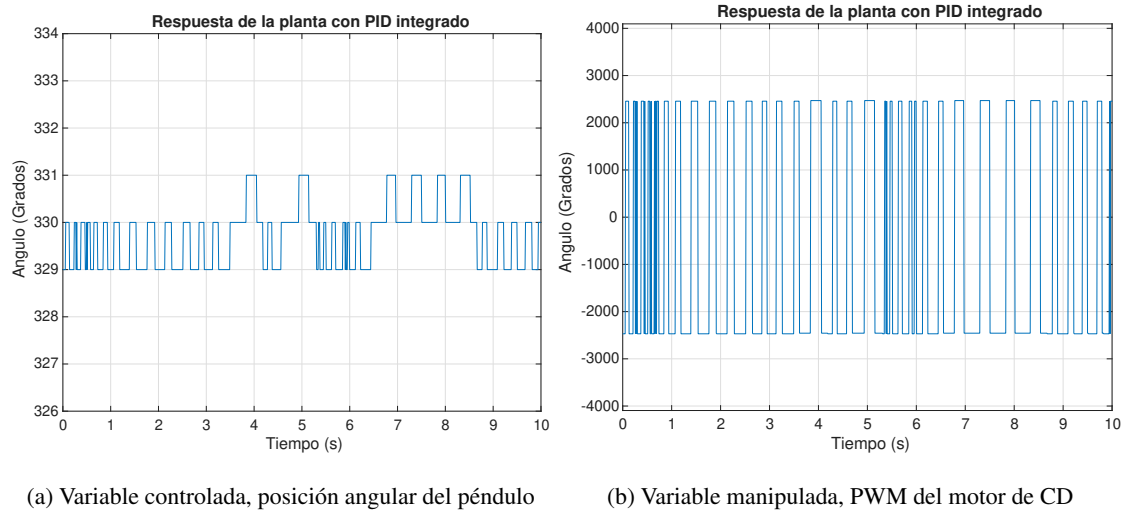 Respuesta de la planta con PID integrado
334
333
332
331
330
329
328
327
326
Angulo (Grados)
0 1 2 3 4 5 6 7 8 9 10
Tiempo (s)
(a) Variable controlada, posición angular del péndulo
Respuesta de la planta con PID integrado
4000
3000
2000
1000
0
-1000
-2000
-3000
-4000
Angulo (Grados)
0 1 2 3 4 5 6 7 8 9 10
Tiempo (s)
(b) Variable manipulada, PWM del motor de CD